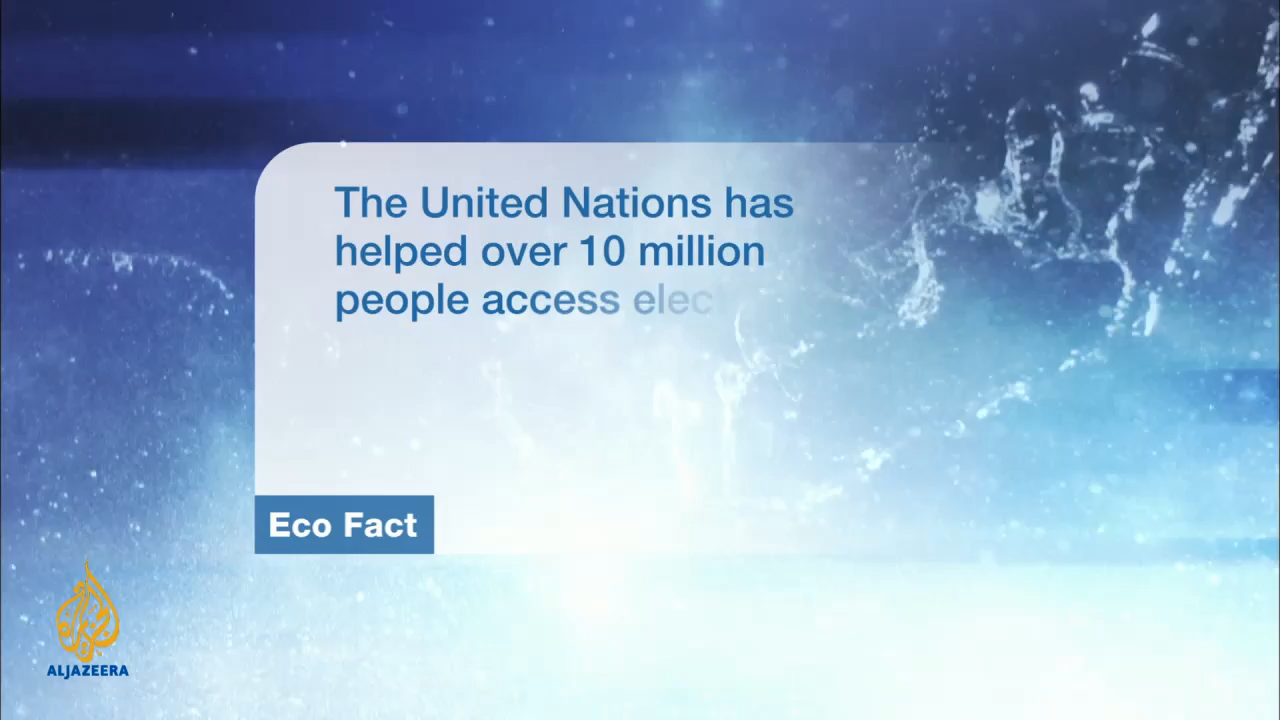 The United Nations has
helped over 10 million
people access elec
Eco Fact
ALJAZEERA